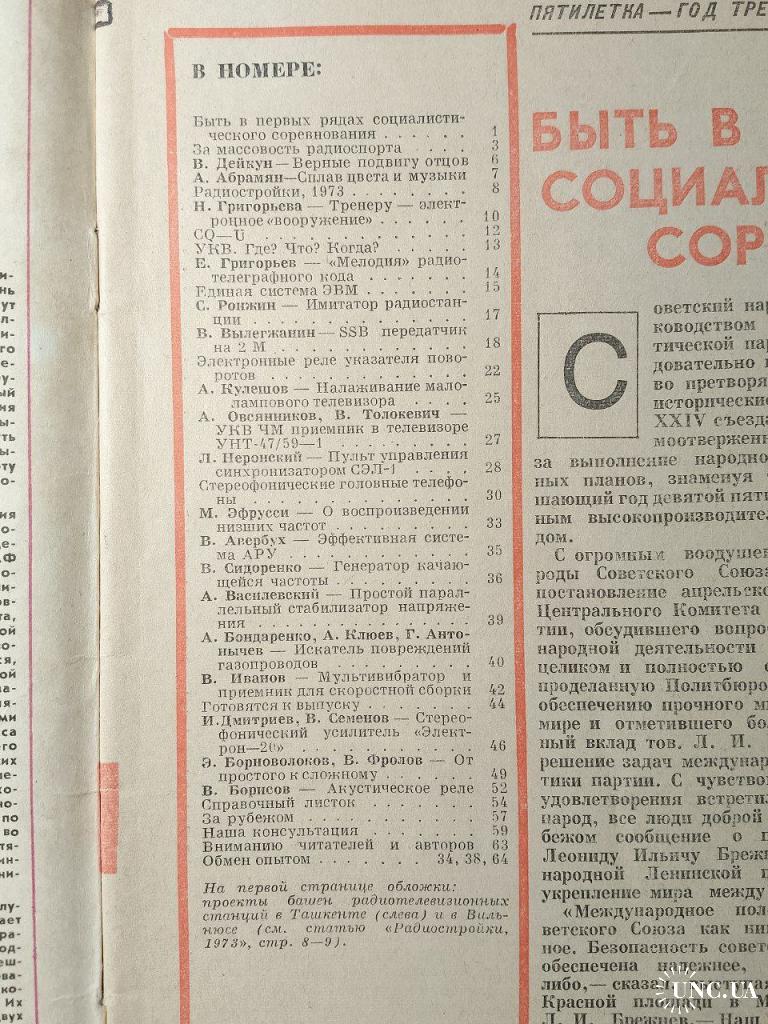 В НОМЕРЕ:
Быть в первых рядах социалисти-
ческого соревнования . . . . . . 1
За массовость радиоспорта . . . . 3
В. Дейкун — Верные подвигу отцов 6
А. Абрамян — Сплав цвета и музыки 7
Радиостройки, 1973 . . . . . . . . 8
Н. Григорьева — Тренеру — элект-
ронное «вооружение» . . . . . . . 10
CQ—U . . . . . . . . . . . . . 12
УКВ. Где? Что? Когда? . . . . . 13
Е. Григорьев — «Мелодия» радио-
телеграфного кода . . . . . . . 14
Единая система ЭВМ . . . . . . . 15
С. Ронжин — Имитатор радиостан-
ции . . . . . . . . . . . . . . 17
В. Вылегжанин — SSB передатчик
на 2 М . . . . . . . . . . . . 18
Электронные реле указателя пово-
ротов . . . . . . . . . . . . . 22
А. Кулешов — Налаживание мало-
лампового телевизора . . . . . 25
А. Овсянников, В. Толокевич —
УКВ ЧМ приемник в телевизоре
УНТ-47/59—1 . . . . . . . . . . 27
Л. Неронский — Пульт управления
синхронизатором СЭЛ-1 . . . . 28
Стереофонические головные телефо-
ны . . . . . . . . . . . . . . 30
М. Эфрусси — О воспроизведении
низших частот . . . . . . . . . 33
В. Авербух — Эффективная систе-
ма АРУ . . . . . . . . . . . . 35
В. Сидоренко — Генератор качаю-
щейся частоты . . . . . . . . . 36
А. Василевский — Простой парал-
лельный стабилизатор напряже-
ния . . . . . . . . . . . . . . 39
А. Бондаренко, А. Клюев, Г. Анто-
нычев — Искатель повреждений
газопроводов . . . . . . . . . 40
В. Иванов — Мультивибратор и
приемник для скоростной сборки 42
Готовятся к выпуску . . . . . . . 44
И. Дмитриев, В. Семенов — Стерео-
фонический усилитель «Элект-
рон—20» . . . . . . . . . . . . 46
Э. Борноволоков, В. Фролов — От
простого к сложному . . . . . . 49
В. Борисов — Акустическое реле 52
Справочный листок . . . . . . . 54
За рубежом . . . . . . . . . . . 57
Наша консультация . . . . . . . 59
Вниманию читателей и авторов 63
Обмен опытом . . . . . . . 34, 38, 64
На первой странице обложки:
проекты башен радиотелевизионных
станций в Ташкенте (слева) и в Виль-
нюсе (см. статью «Радиостройки,
1973», стр. 8—9).
ПЯТИЛЕТКА — ГОД ТРЕ
БЫТЬ В
СОЦИАЛ
СОР
С
оветский нар
ководством
тической пар
довательно
во претворя
исторические
XXIV съезда
моотвержен
за выполнение народно
ных планов, знаменуя
шающий год девятой пяти
ным высокопроизводител
дом.
С огромным воодушев
роды Советского Союза
постановление апрельско
Центрального Комитета
тии, обсудившего вопро
народной деятельности
целиком и полностью
проделанную Политбюро
обеспечению прочного ми
мире и отметившего бол
ный вклад тов. Л. И.
решение задач междунар
тики партии. С чувством
удовлетворения встретил
народ, все люди доброй
бежом сообщение о п
Леониду Ильичу Бреж
народной Ленинской п
укрепление мира между
«Международное пол
ветского Союза как ник
ное. Безопасность советс
обеспечена надежнее,
либо,— сказал, выступая
Красной площади в М
Л. И. Брежнев.— Наш
UNC.UA